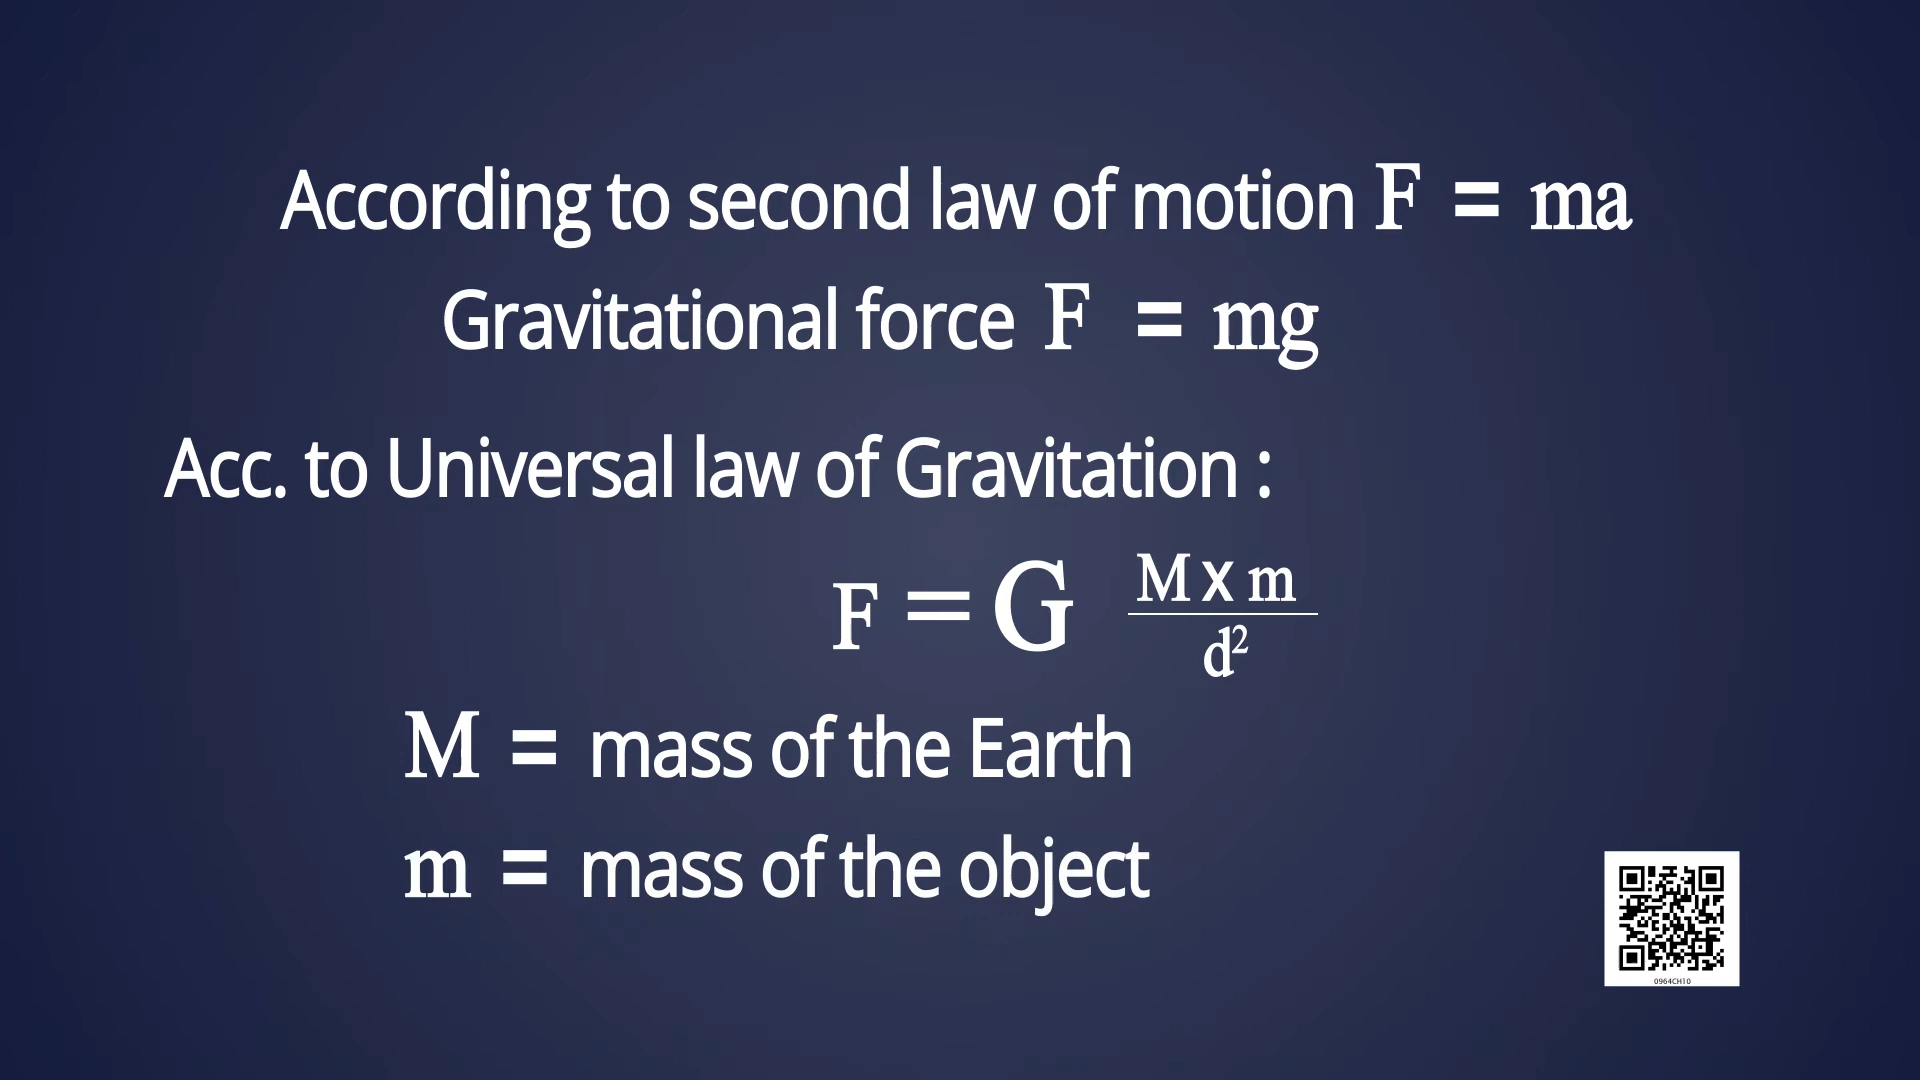 According to second law of motion F = ma
Gravitational force F = mg
Acc. to Universal law of Gravitation :
F = G M x m / d²
M = mass of the Earth
m = mass of the object
0964CH10